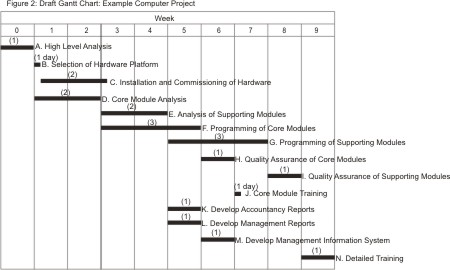 Figure 2: Draft Gantt Chart: Example Computer Project
Week
0 1 2 3 4 5 6 7 8 9
(1)
A. High Level Analysis
(1 day)
B. Selection of Hardware Platform
(2)
C. Installation and Commissioning of Hardware
(2)
D. Core Module Analysis
(2)
E. Analysis of Supporting Modules
(3)
F. Programming of Core Modules
(3)
G. Programming of Supporting Modules
(1)
H. Quality Assurance of Core Modules
(1)
I. Quality Assurance of Supporting Modules
(1 day)
J. Core Module Training
(1)
K. Develop Accountancy Reports
(1)
L. Develop Management Reports
(1)
M. Develop Management Information System
(1)
N. Detailed Training